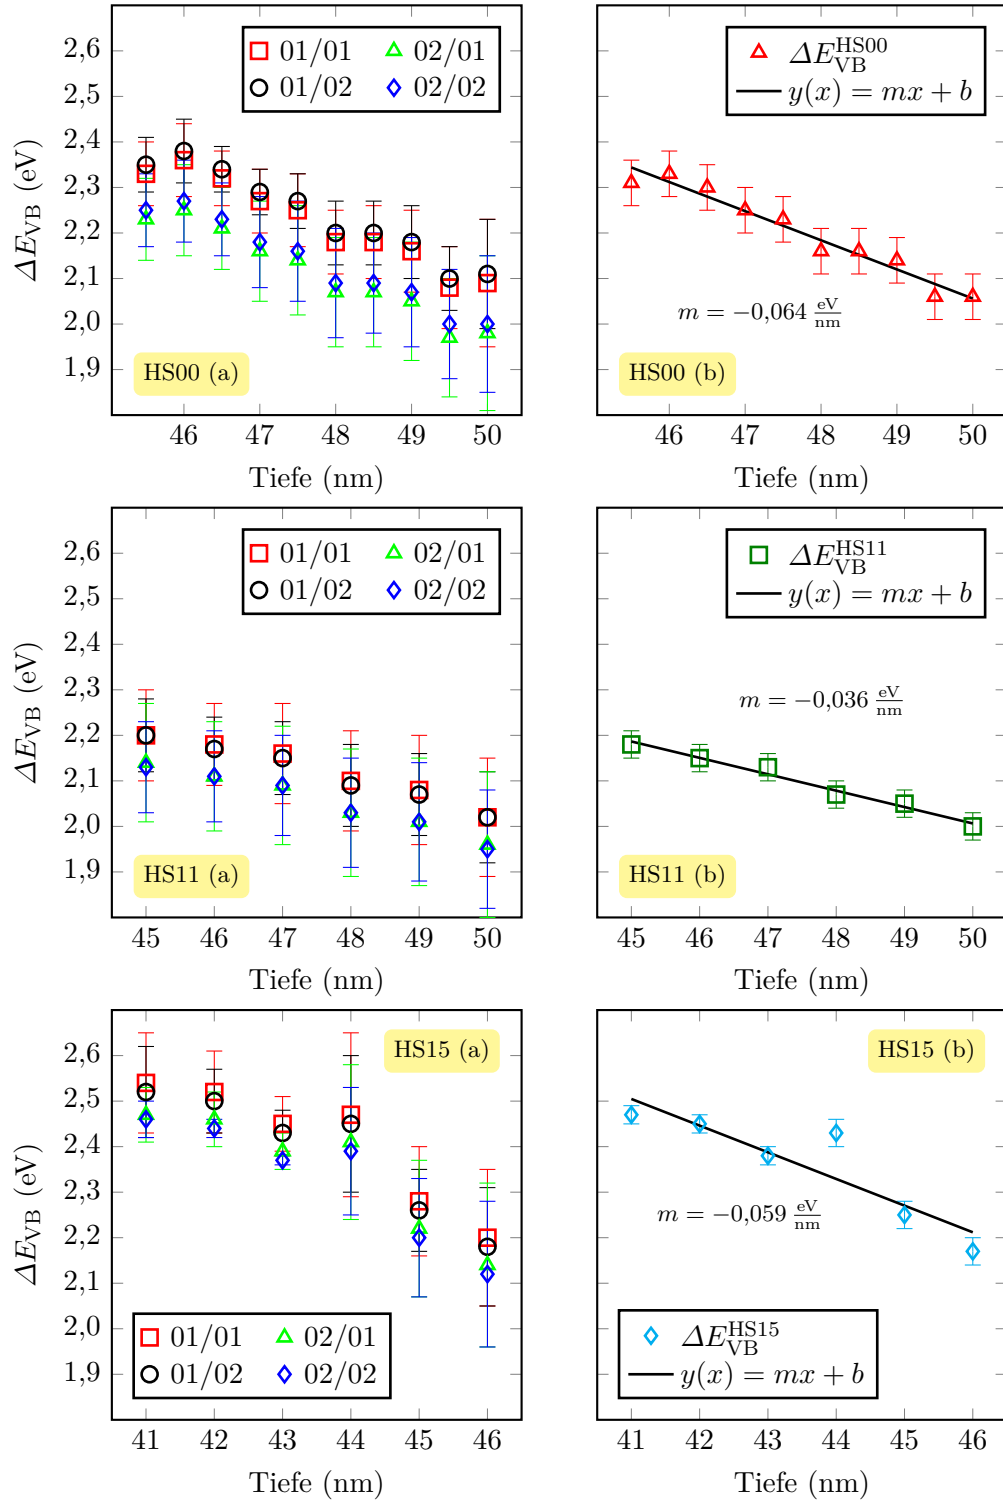 2,6
2,5
2,4
2,3
2,2
2,1
2,0
1,9
ΔE_VB (eV)
01/01 02/01
01/02 02/02
HS00 (a)
46 47 48 49 50
Tiefe (nm)
ΔE_VB^HS00
y(x) = mx + b
m = −0,064 eV/nm
HS00 (b)
46 47 48 49 50
Tiefe (nm)
2,6
2,5
2,4
2,3
2,2
2,1
2,0
1,9
ΔE_VB (eV)
01/01 02/01
01/02 02/02
HS11 (a)
45 46 47 48 49 50
Tiefe (nm)
ΔE_VB^HS11
y(x) = mx + b
m = −0,036 eV/nm
HS11 (b)
45 46 47 48 49 50
Tiefe (nm)
2,6
2,5
2,4
2,3
2,2
2,1
2,0
1,9
ΔE_VB (eV)
HS15 (a)
01/01 02/01
01/02 02/02
41 42 43 44 45 46
Tiefe (nm)
HS15 (b)
m = −0,059 eV/nm
ΔE_VB^HS15
y(x) = mx + b
41 42 43 44 45 46
Tiefe (nm)